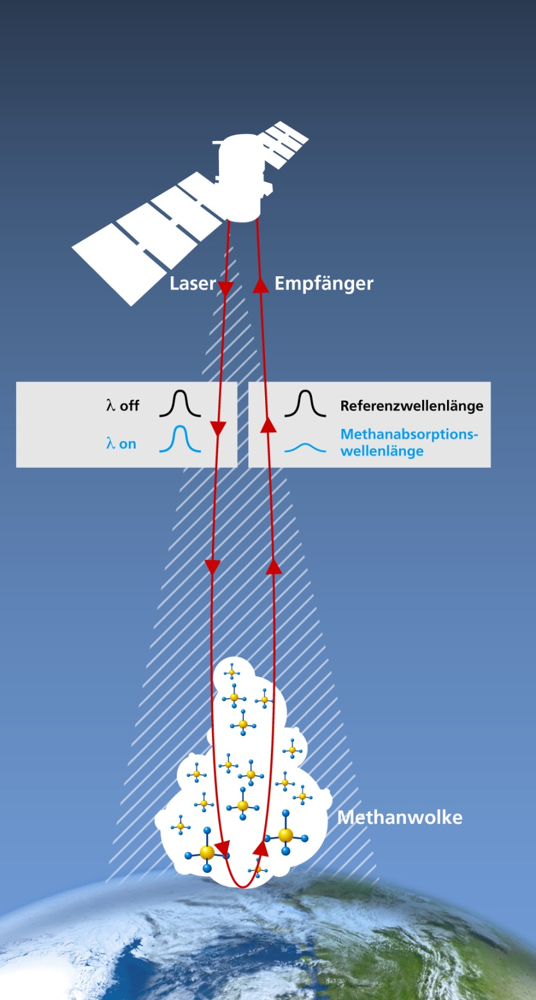 Laser
Empfänger
λ off
λ on
Referenzwellenlänge
Methanabsorptions-
wellenlänge
Methanwolke